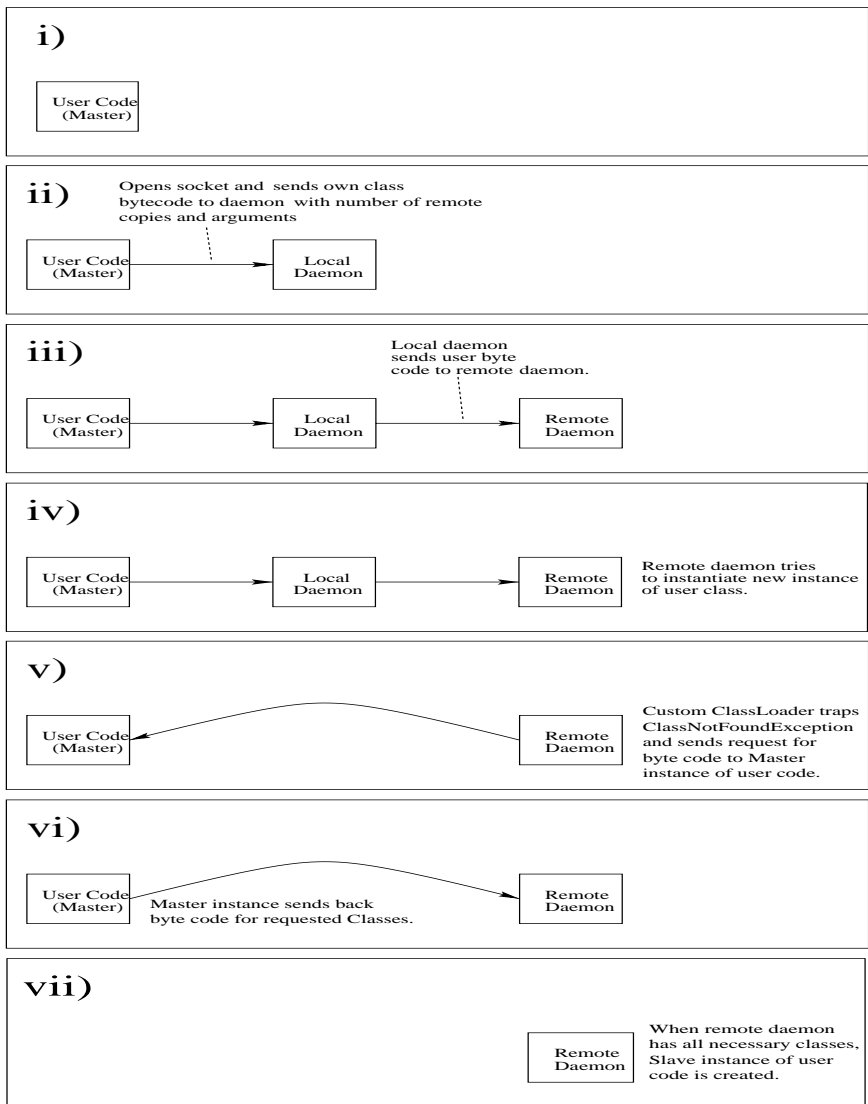 i)
User Code
(Master)
ii)
Opens socket and sends own class
bytecode to daemon with number of remote
copies and arguments
User Code
(Master)
Local
Daemon
iii)
Local daemon
sends user byte
code to remote daemon.
User Code
(Master)
Local
Daemon
Remote
Daemon
iv)
User Code
(Master)
Local
Daemon
Remote
Daemon
Remote daemon tries
to instantiate new instance
of user class.
v)
User Code
(Master)
Remote
Daemon
Custom ClassLoader traps
ClassNotFoundException
and sends request for
byte code to Master
instance of user code.
vi)
User Code
(Master)
Master instance sends back
byte code for requested Classes.
Remote
Daemon
vii)
Remote
Daemon
When remote daemon
has all necessary classes,
Slave instance of user
code is created.